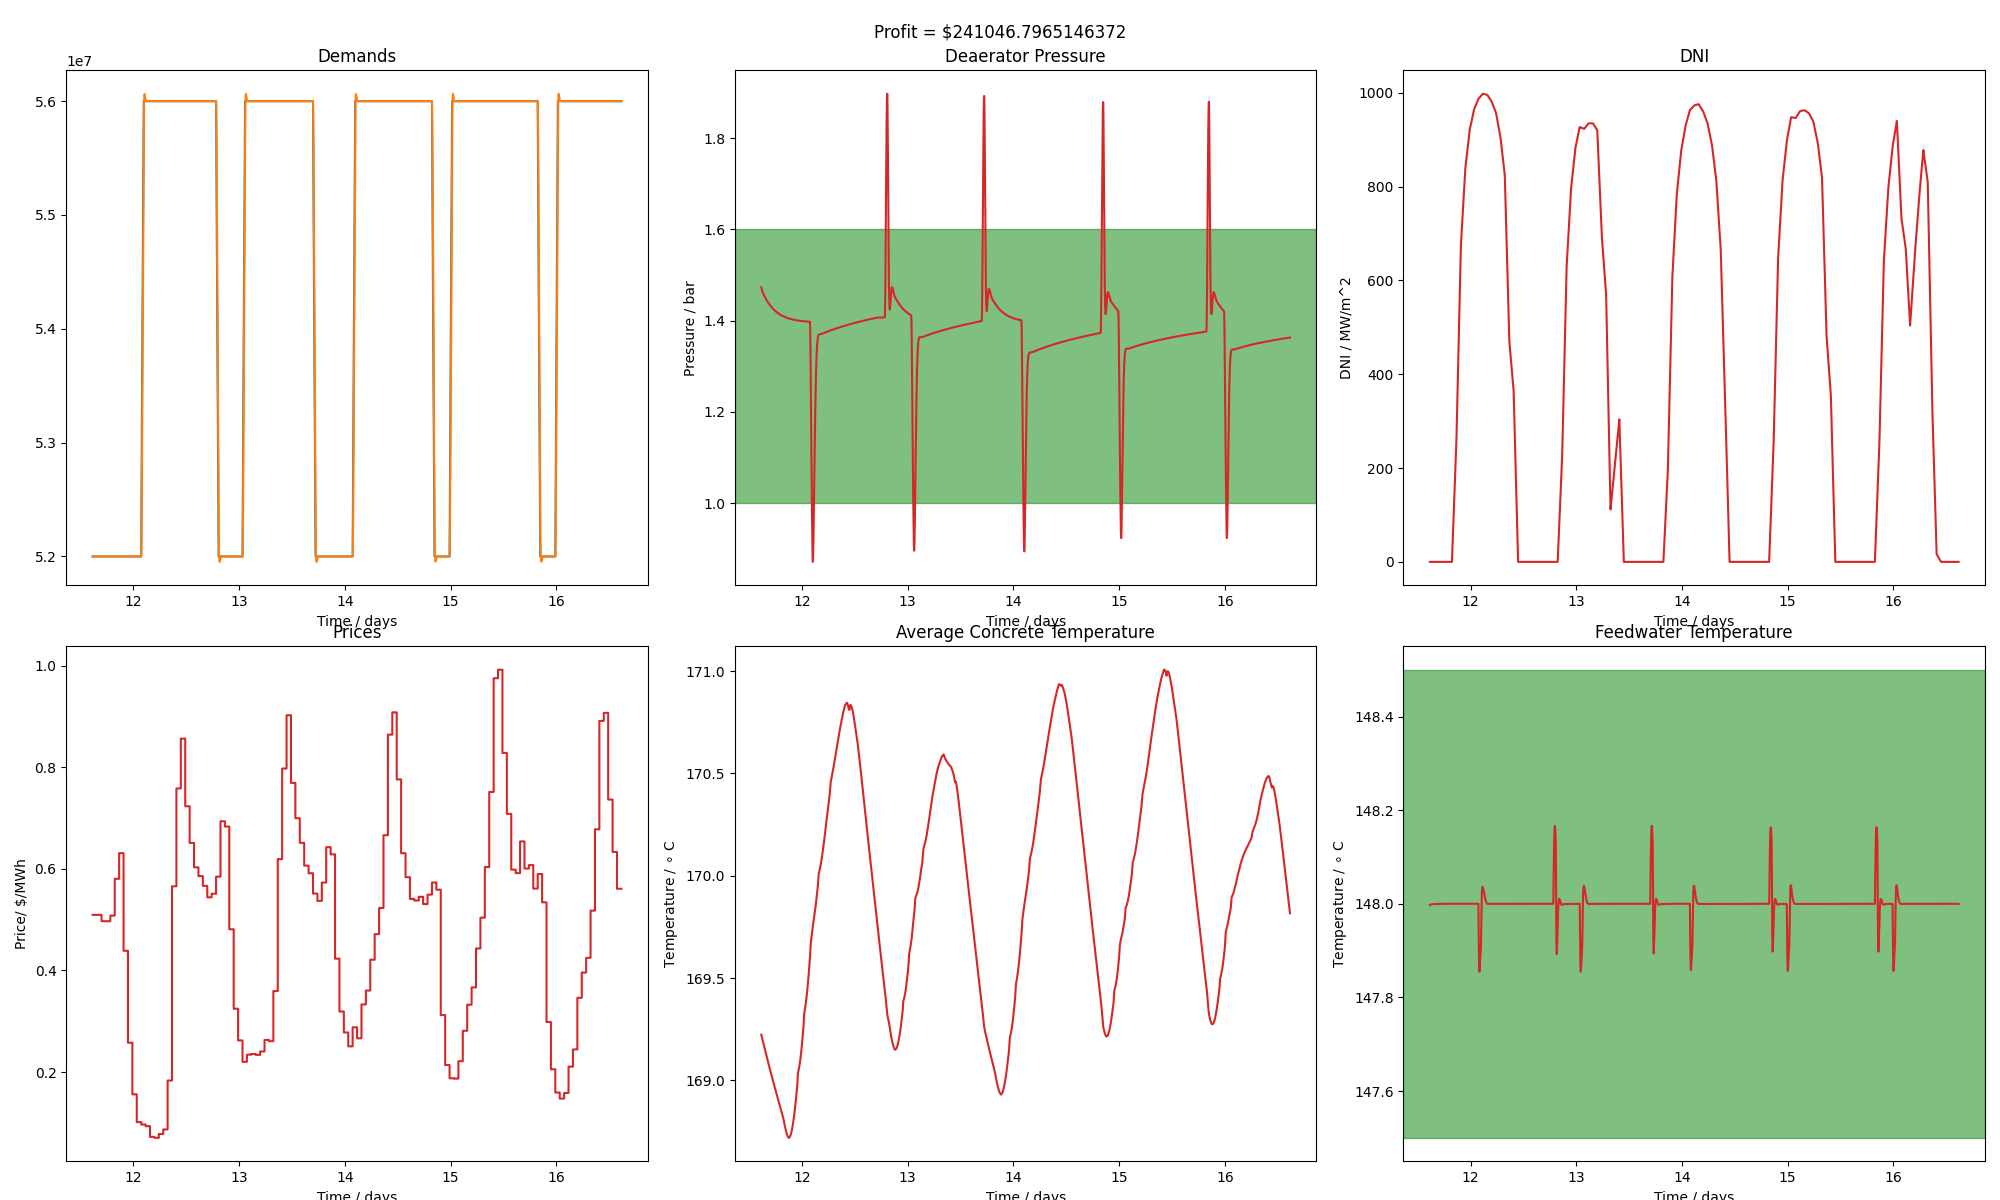 Profit = $241046.7965146372
Demands
1e7
5.6
5.5
5.4
5.3
5.2
12 13 14 15 16
Time / days
Deaerator Pressure
Pressure / bar
1.8
1.6
1.4
1.2
1.0
12 13 14 15 16
Time / days
DNI
DNI / MW/m^2
1000
800
600
400
200
0
12 13 14 15 16
Time / days
Prices
Price/ $/MWh
1.0
0.8
0.6
0.4
0.2
12 13 14 15 16
Time / days
Average Concrete Temperature
Temperature / ∘ C
171.0
170.5
170.0
169.5
169.0
12 13 14 15 16
Time / days
Feedwater Temperature
Temperature / ∘ C
148.4
148.2
148.0
147.8
147.6
12 13 14 15 16
Time / days